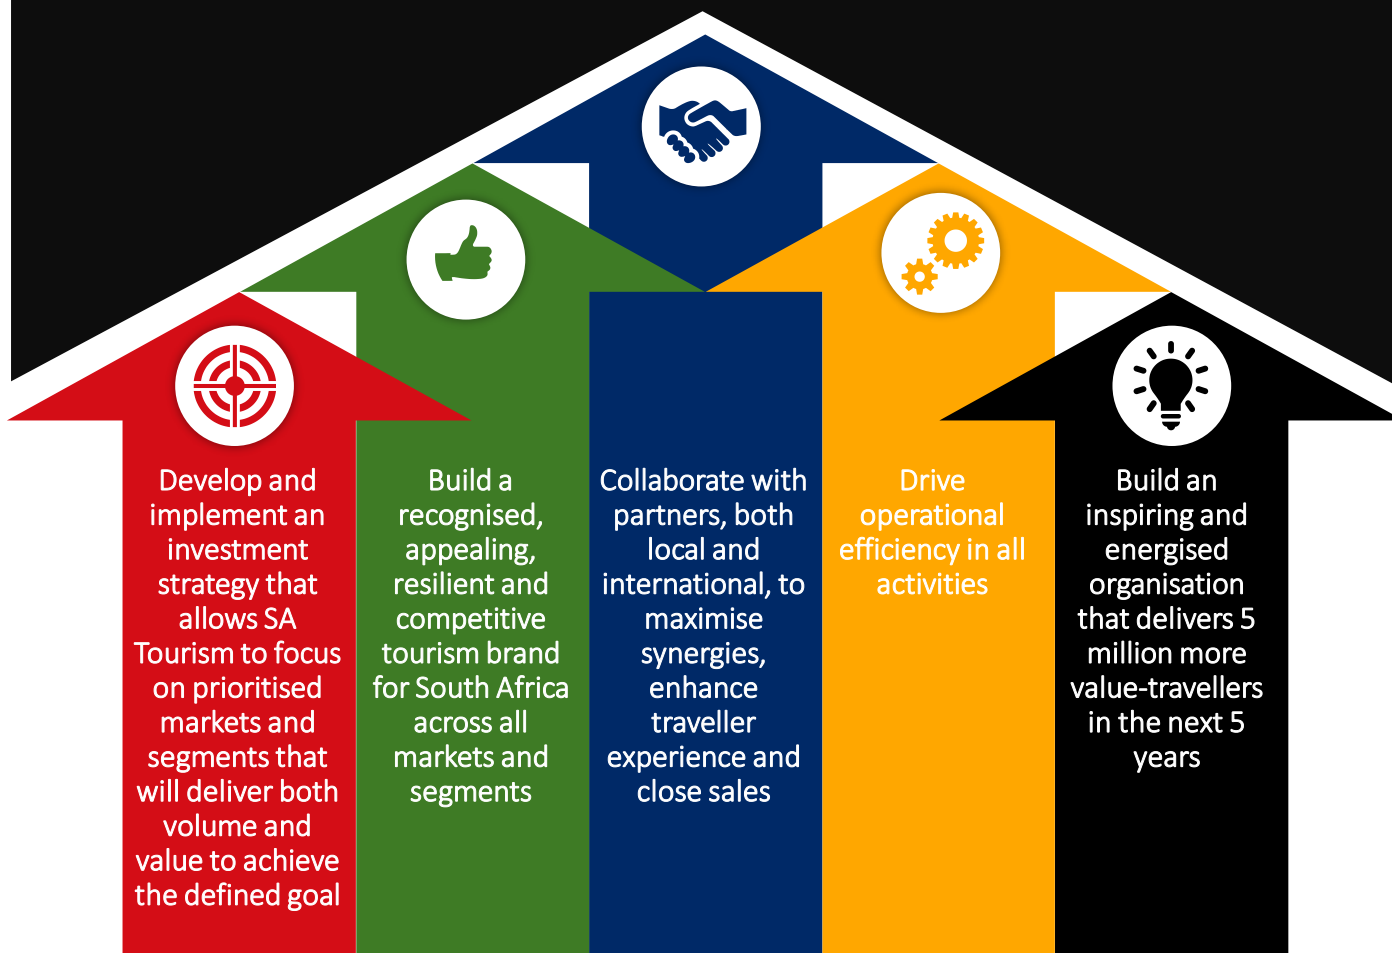 Develop and
implement an
investment
strategy that
allows SA
Tourism to focus
on prioritised
markets and
segments that
will deliver both
volume and
value to achieve
the defined goal
Build a
recognised,
appealing,
resilient and
competitive
tourism brand
for South Africa
across all
markets and
segments
Collaborate with
partners, both
local and
international, to
maximise
synergies,
enhance
traveller
experience and
close sales
Drive
operational
efficiency in all
activities
Build an
inspiring and
energised
organisation
that delivers 5
million more
value-travellers
in the next 5
years